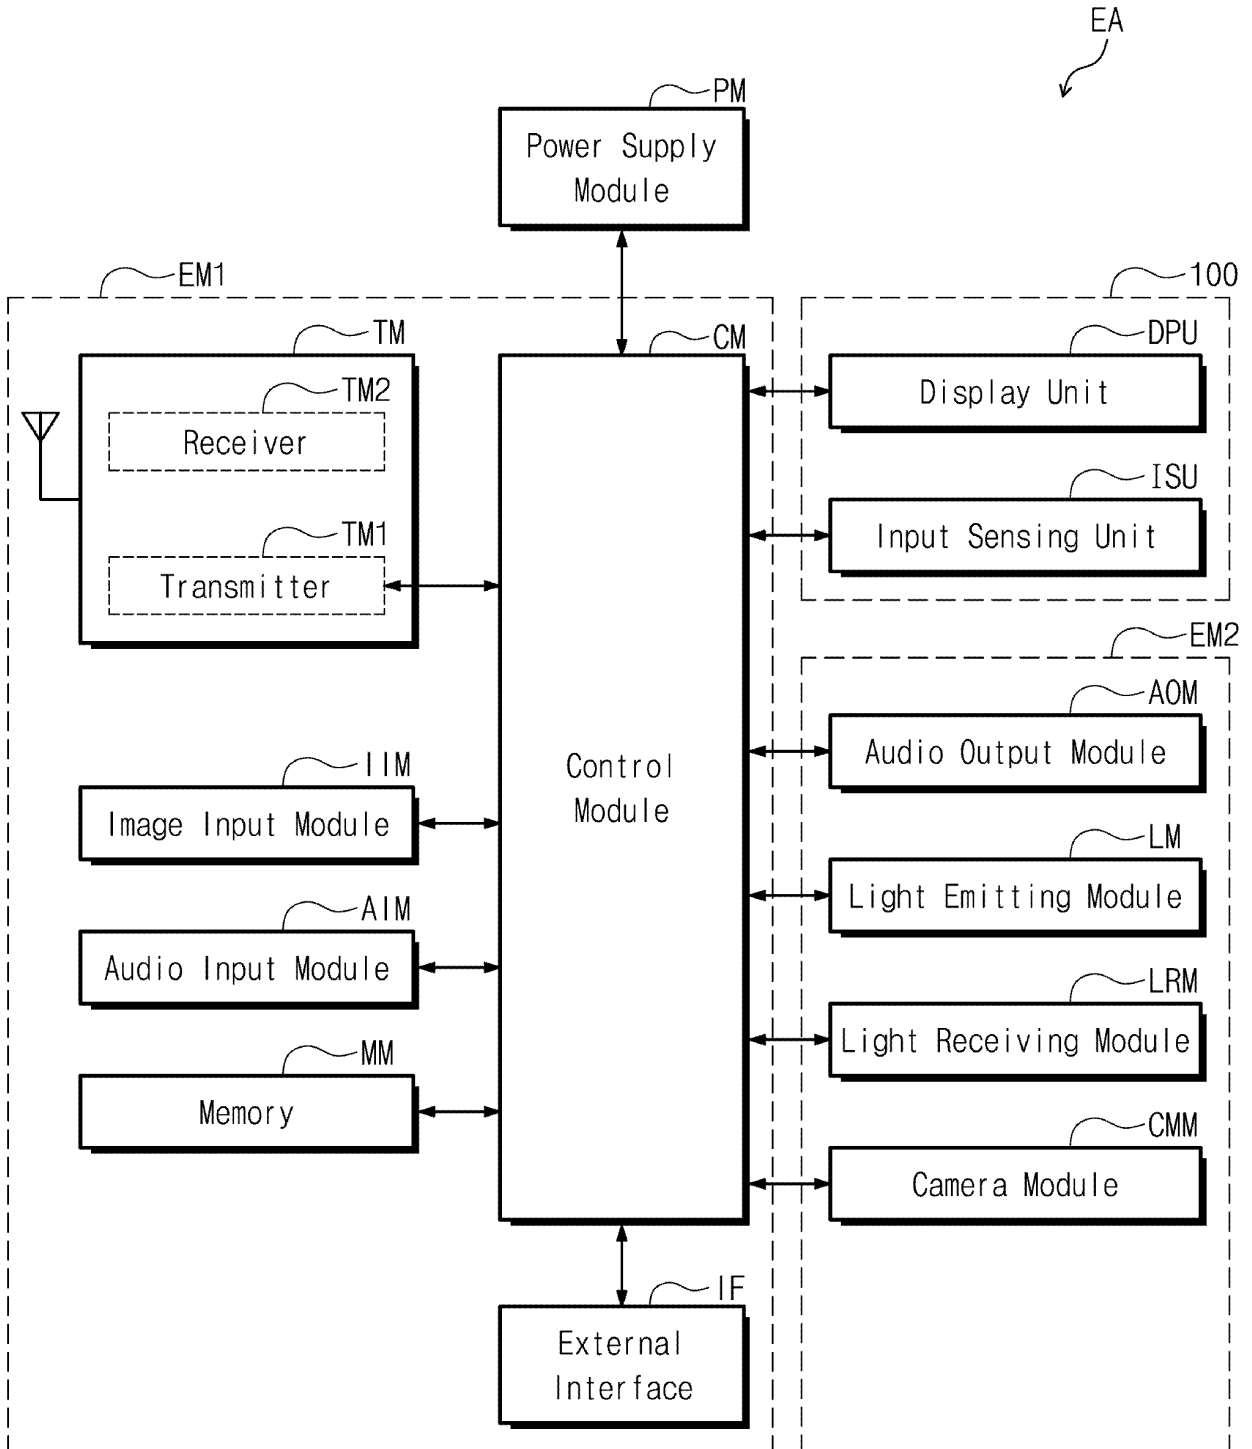 EA
PM
Power Supply
Module
EM1
100
TM
CM
DPU
TM2
Receiver
Display Unit
ISU
TM1
Transmitter
Input Sensing Unit
EM2
AOM
Audio Output Module
IIM
Image Input Module
Control
Module
LM
Light Emitting Module
AIM
Audio Input Module
LRM
Light Receiving Module
MM
Memory
CMM
Camera Module
IF
External
Interface